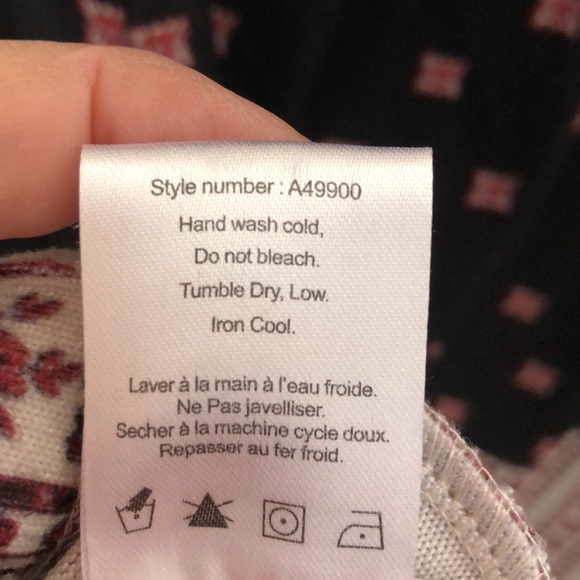 Style number : A49900
Hand wash cold,
Do not bleach.
Tumble Dry, Low.
Iron Cool.
Laver à la main à l'eau froide.
Ne Pas javelliser.
Secher à la machine cycle doux.
Repasser au fer froid.